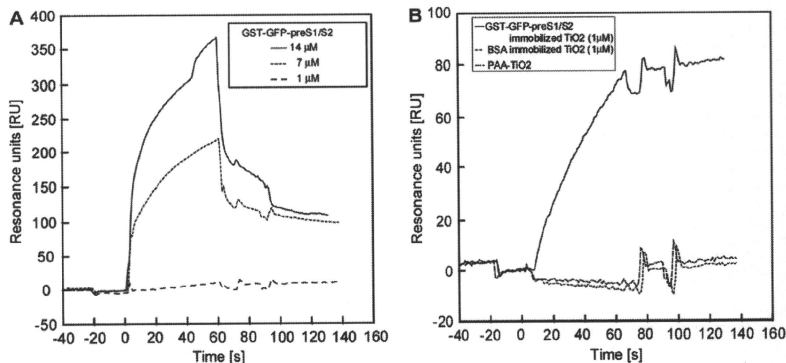 A
GST-GFP-preS1/S2
14 µM
7 µM
1 µM
400
350
300
250
200
150
100
50
0
-50
-40 -20 0 20 40 60 80 100 120 140 160
Resonance units [RU]
Time [s]
B
GST-GFP-preS1/S2
immobilized TiO2 (1µM)
BSA immobilized TiO2 (1µM)
PAA-TiO2
100
80
60
40
20
0
-20
-40 -20 0 20 40 60 80 100 120 140 160
Resonance units [RU]
Time [s]